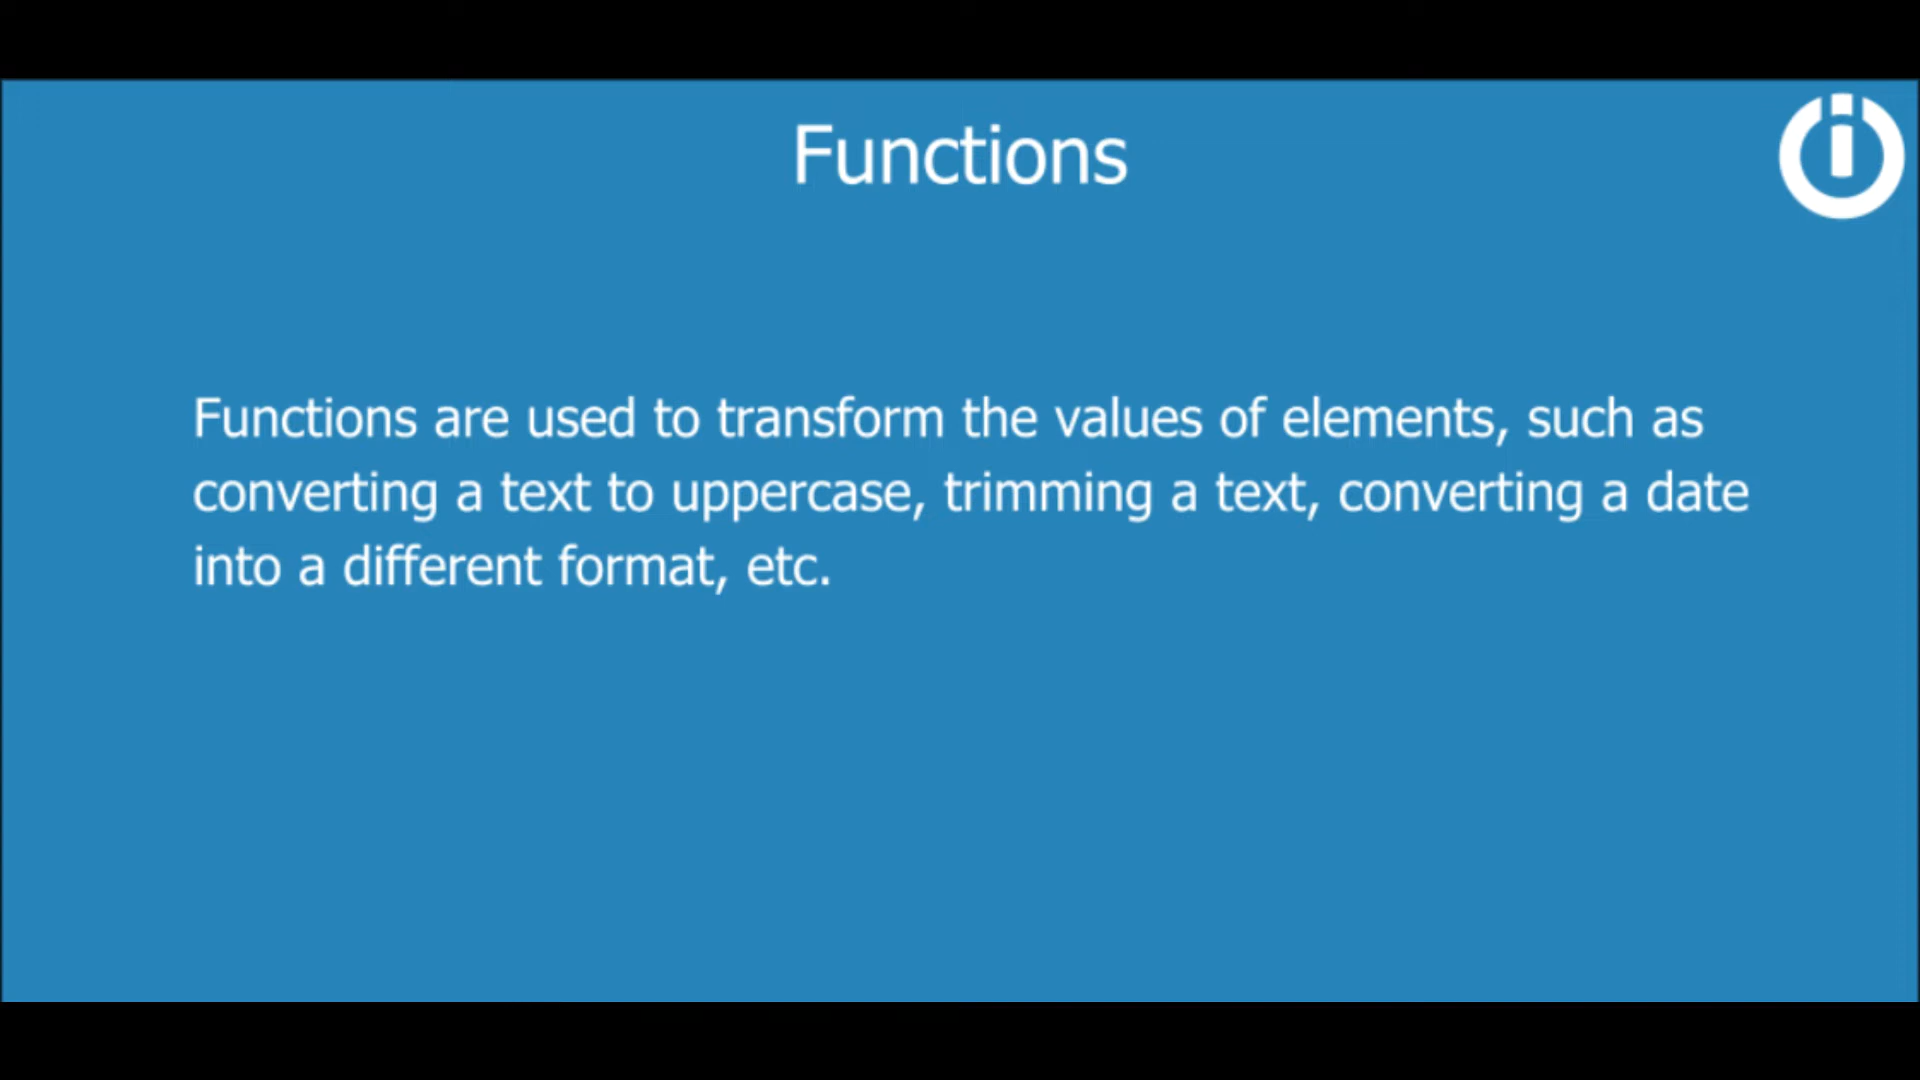 Functions
Functions are used to transform the values of elements, such as
converting a text to uppercase, trimming a text, converting a date
into a different format, etc.